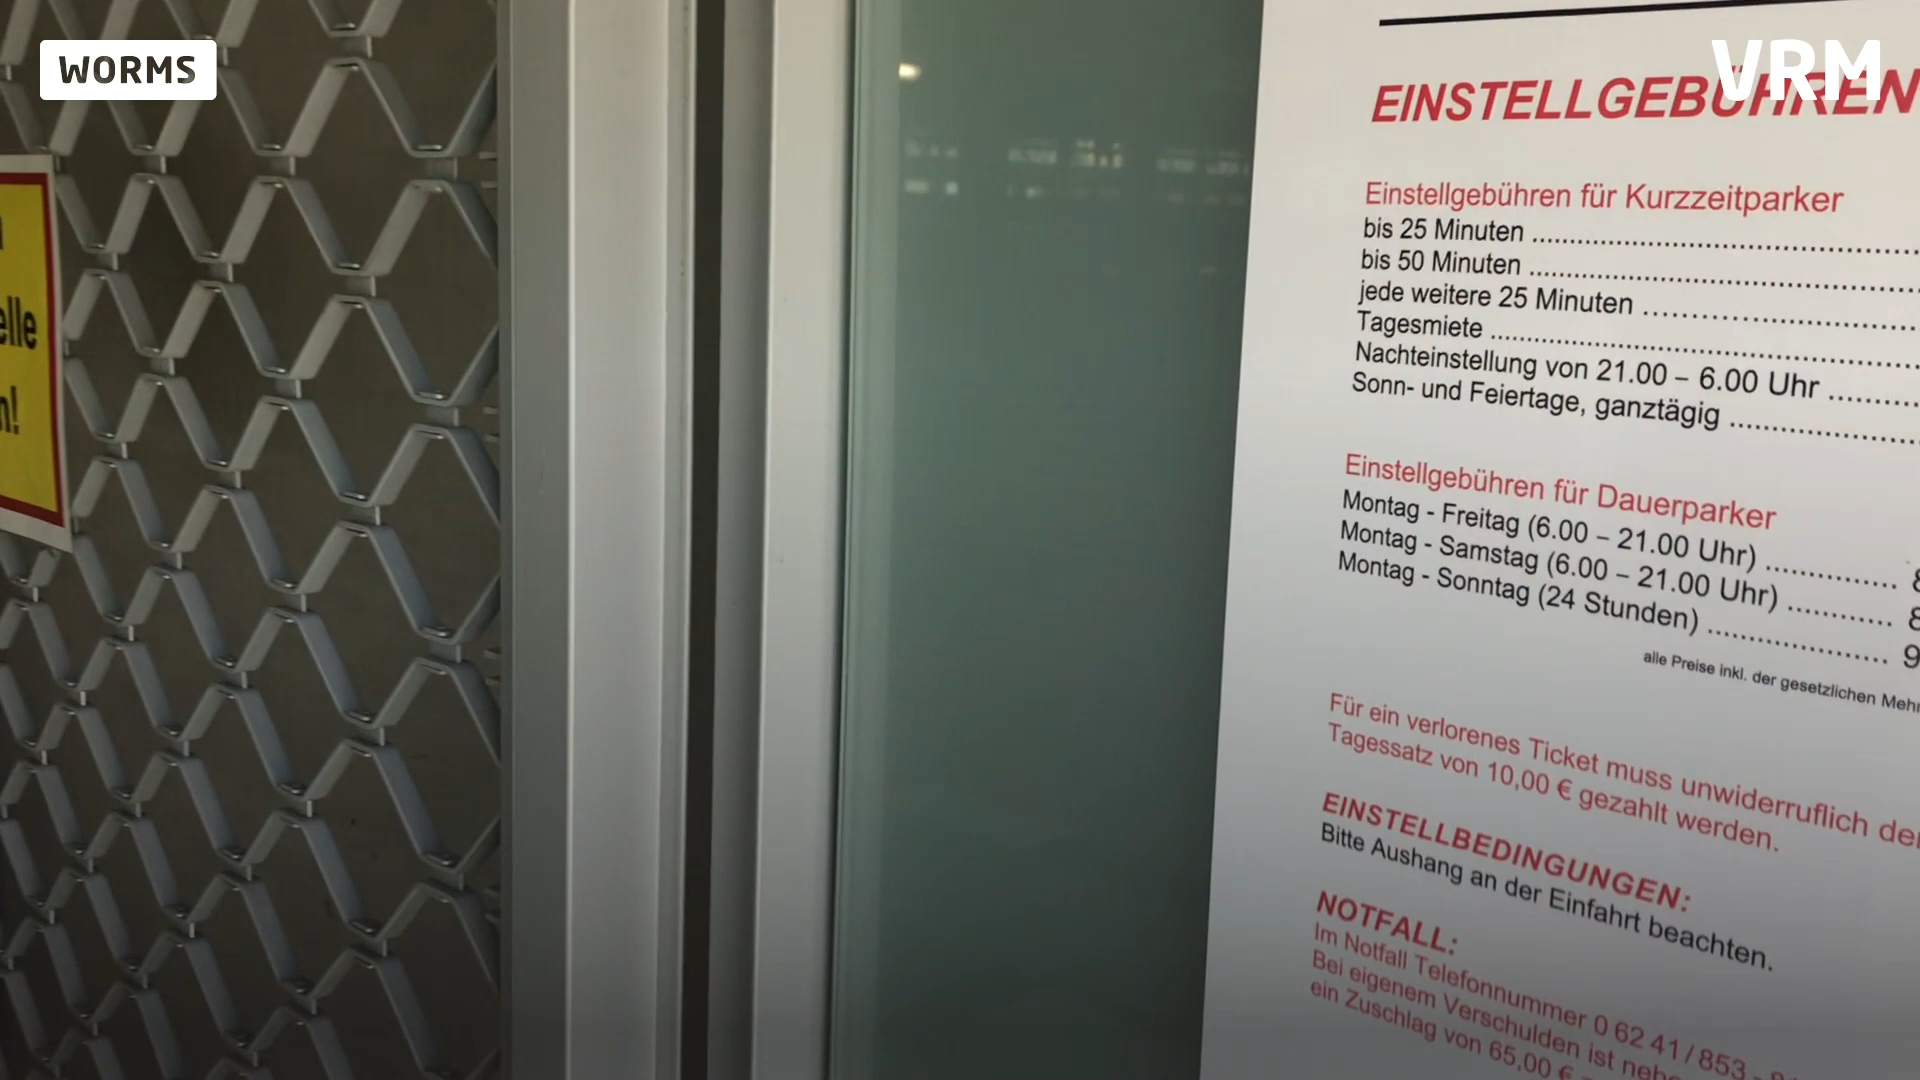 WORMS
VRM
EINSTELLGEBÜHREN
Einstellgebühren für Kurzzeitparker
bis 25 Minuten
bis 50 Minuten
jede weitere 25 Minuten
Tagesmiete
Nachteinstellung von 21.00 – 6.00 Uhr
Sonn- und Feiertage, ganztägig
Einstellgebühren für Dauerparker
Montag - Freitag (6.00 – 21.00 Uhr)
Montag - Samstag (6.00 – 21.00 Uhr)
Montag - Sonntag (24 Stunden)
alle Preise inkl. der gesetzlichen
Für ein verlorenes Ticket muss unwiderruflich
Tagessatz von 10,00 € gezahlt werden.
EINSTELLBEDINGUNGEN:
Bitte Aushang an der Einfahrt beachten.
NOTFALL:
Im Notfall Telefonnummer 0 62 41 / 853 -
Bei eigenem Verschulden ist
ein Zuschlag von 65,00 €